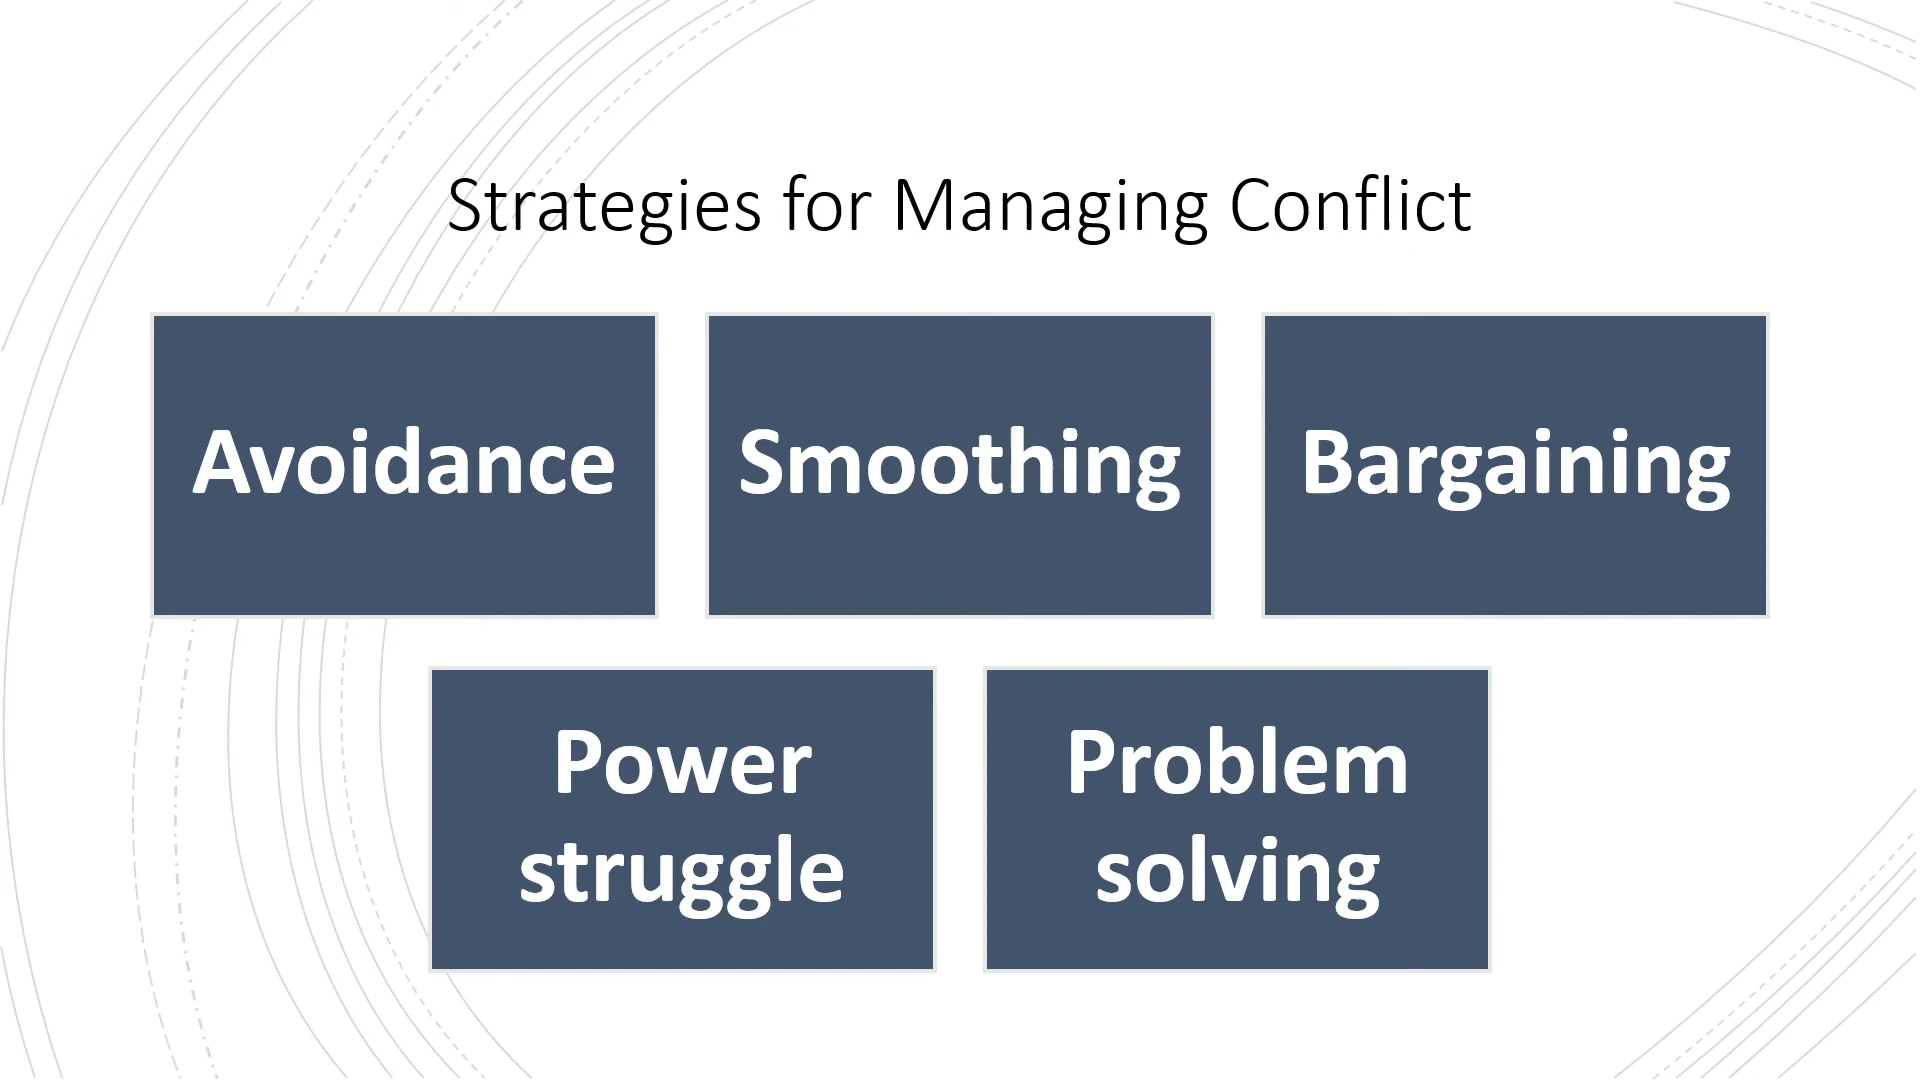 Strategies for Managing Conflict
Avoidance
Smoothing
Bargaining
Power
struggle
Problem
solving